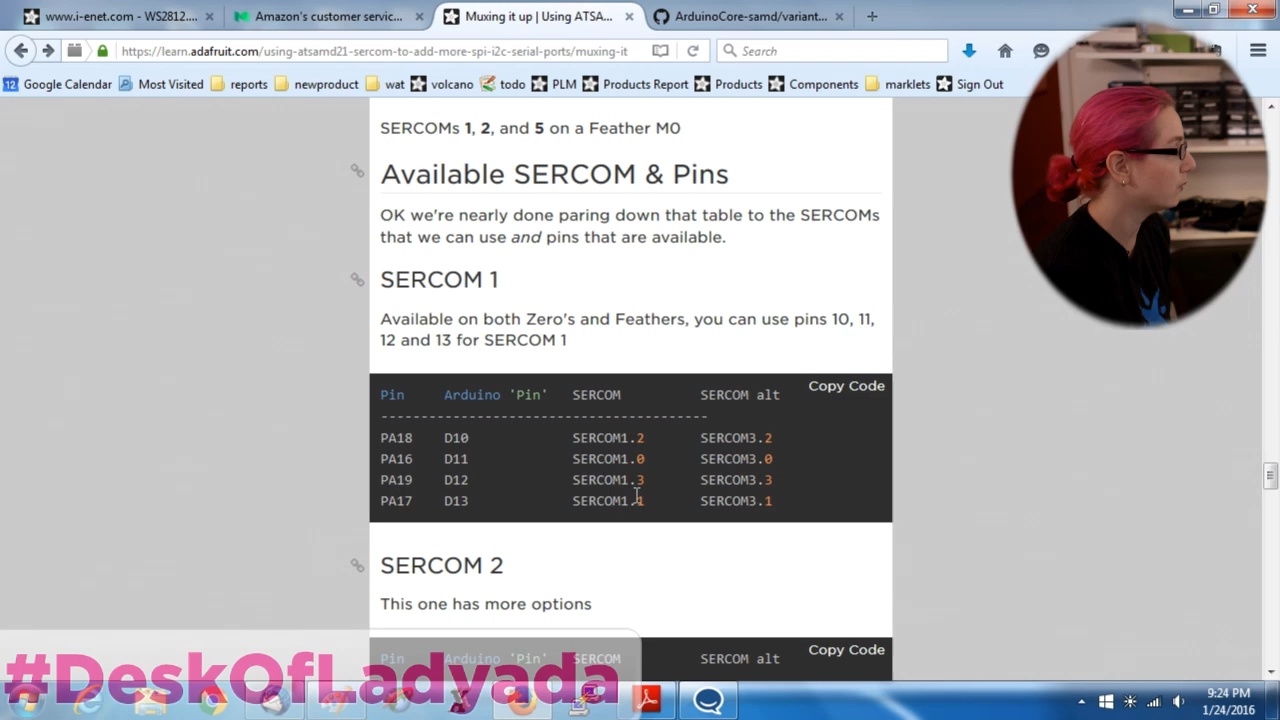 www.i-enet.com - WS2812....
Amazon's customer servic...
Muxing it up | Using ATSA...
ArduinoCore-samd/variant...
https://learn.adafruit.com/using-atsamd21-sercom-to-add-more-spi-i2c-serial-ports/muxing-it
Search
12 Google Calendar Most Visited reports newproduct wat volcano todo PLM Products Report Products Components marklets Sign Out
SERCOMs 1, 2, and 5 on a Feather M0
Available SERCOM & Pins
OK we're nearly done paring down that table to the SERCOMs
that we can use and pins that are available.
SERCOM 1
Available on both Zero's and Feathers, you can use pins 10, 11,
12 and 13 for SERCOM 1
Copy Code
Pin Arduino 'Pin' SERCOM SERCOM alt
-----------------------------------------
PA18 D10 SERCOM1.2 SERCOM3.2
PA16 D11 SERCOM1.0 SERCOM3.0
PA19 D12 SERCOM1.3 SERCOM3.3
PA17 D13 SERCOM1.1 SERCOM3.1
SERCOM 2
This one has more options
Copy Code
Pin Arduino 'Pin' SERCOM SERCOM alt
#DeskOfLadyada
9:24 PM
1/24/2016